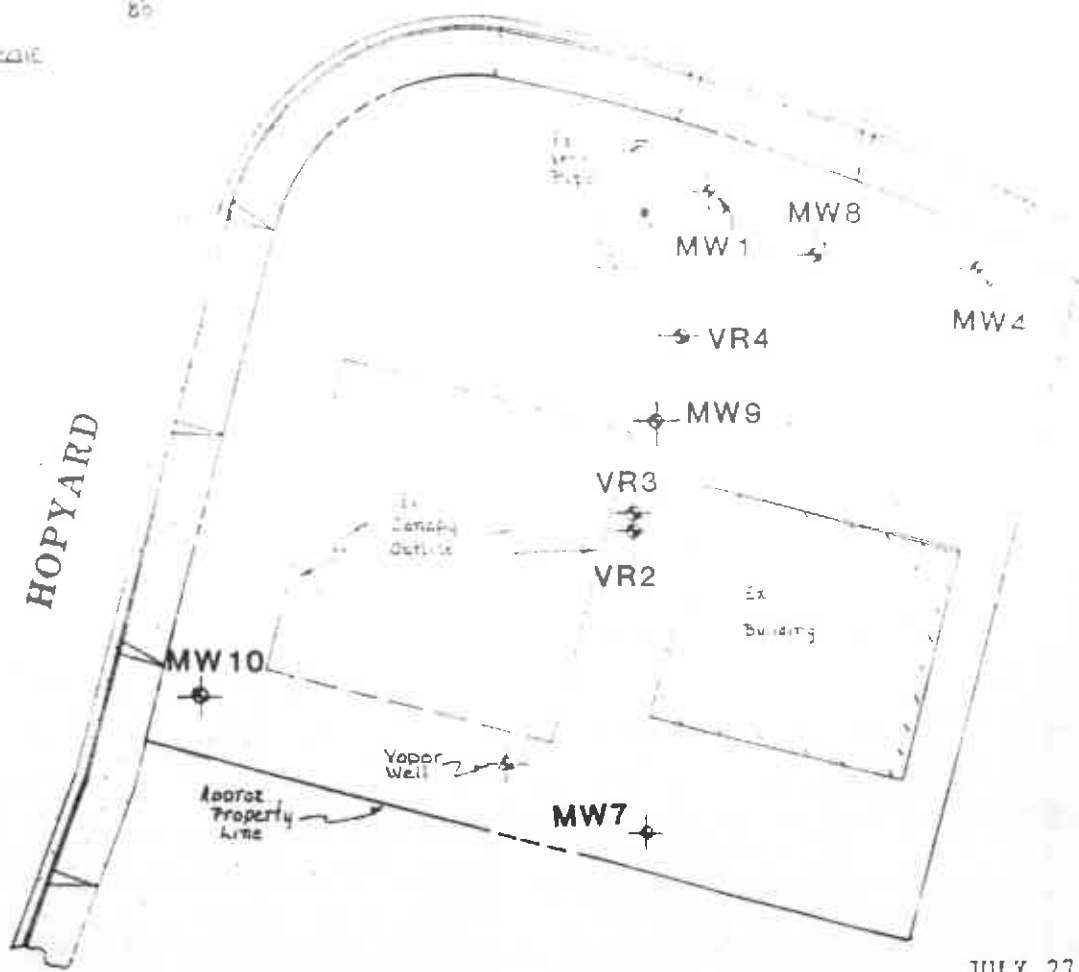 80
MW8
MW1
MW4
VR4
MW9
HOPYARD
VR3
Ex
Canopy
Outline
VR2
Ex
Building
MW10
Vapor
Well
Approx
Property
Line
MW7
JULY 27